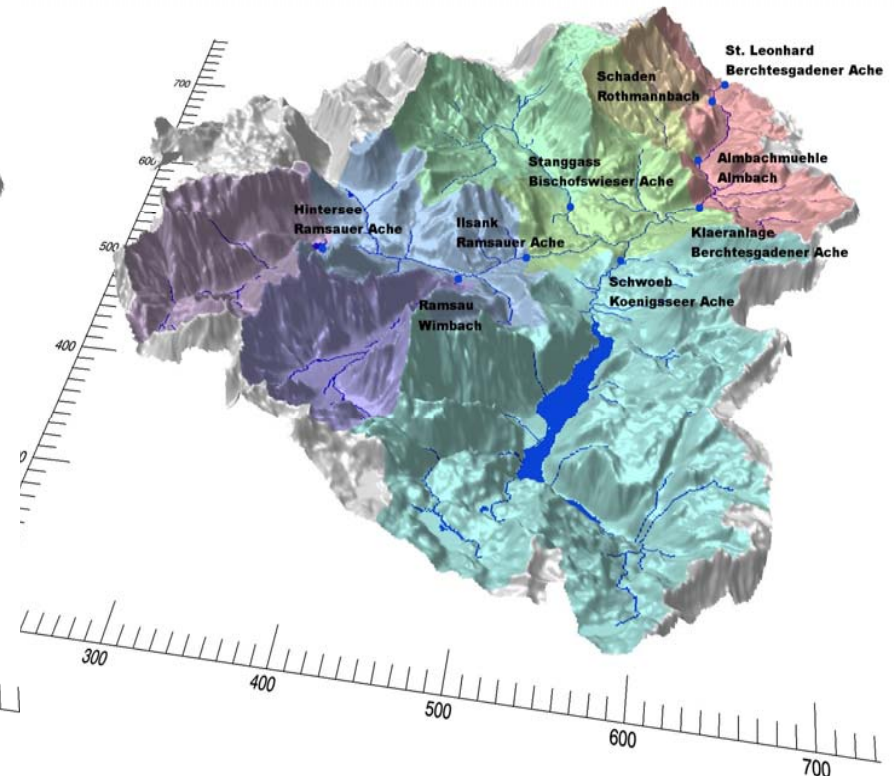 St. Leonhard
Berchtesgadener Ache
Schaden
Rothmannbach
Almbachmuehle
Almbach
Stanggass
Bischofswieser Ache
Hintersee
Ramsauer Ache
Ilsank
Ramsauer Ache
Klaeranlage
Berchtesgadener Ache
Schwoeb
Koenigsseer Ache
Ramsau
Wimbach
700
600
500
400
300
400
500
600
700